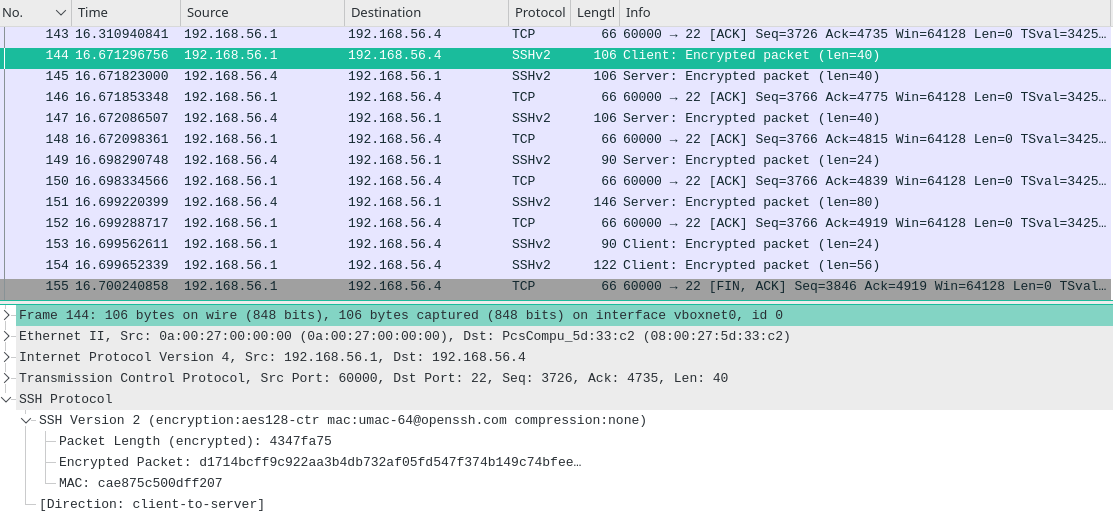 No. Time Source Destination Protocol Lengtl Info
143 16.310940841 192.168.56.1 192.168.56.4 TCP 66 60000 → 22 [ACK] Seq=3726 Ack=4735 Win=64128 Len=0 TSval=3425…
144 16.671296756 192.168.56.1 192.168.56.4 SSHv2 106 Client: Encrypted packet (len=40)
145 16.671823000 192.168.56.4 192.168.56.1 SSHv2 106 Server: Encrypted packet (len=40)
146 16.671853348 192.168.56.1 192.168.56.4 TCP 66 60000 → 22 [ACK] Seq=3766 Ack=4775 Win=64128 Len=0 TSval=3425…
147 16.672086507 192.168.56.4 192.168.56.1 SSHv2 106 Server: Encrypted packet (len=40)
148 16.672098361 192.168.56.1 192.168.56.4 TCP 66 60000 → 22 [ACK] Seq=3766 Ack=4815 Win=64128 Len=0 TSval=3425…
149 16.698290748 192.168.56.4 192.168.56.1 SSHv2 90 Server: Encrypted packet (len=24)
150 16.698334566 192.168.56.1 192.168.56.4 TCP 66 60000 → 22 [ACK] Seq=3766 Ack=4839 Win=64128 Len=0 TSval=3425…
151 16.699220399 192.168.56.4 192.168.56.1 SSHv2 146 Server: Encrypted packet (len=80)
152 16.699288717 192.168.56.1 192.168.56.4 TCP 66 60000 → 22 [ACK] Seq=3766 Ack=4919 Win=64128 Len=0 TSval=3425…
153 16.699562611 192.168.56.1 192.168.56.4 SSHv2 90 Client: Encrypted packet (len=24)
154 16.699652339 192.168.56.1 192.168.56.4 SSHv2 122 Client: Encrypted packet (len=56)
155 16.700240858 192.168.56.1 192.168.56.4 TCP 66 60000 → 22 [FIN, ACK] Seq=3846 Ack=4919 Win=64128 Len=0 TSval…
Frame 144: 106 bytes on wire (848 bits), 106 bytes captured (848 bits) on interface vboxnet0, id 0
Ethernet II, Src: 0a:00:27:00:00:00 (0a:00:27:00:00:00), Dst: PcsCompu_5d:33:c2 (08:00:27:5d:33:c2)
Internet Protocol Version 4, Src: 192.168.56.1, Dst: 192.168.56.4
Transmission Control Protocol, Src Port: 60000, Dst Port: 22, Seq: 3726, Ack: 4735, Len: 40
SSH Protocol
SSH Version 2 (encryption:aes128-ctr mac:umac-64@openssh.com compression:none)
Packet Length (encrypted): 4347fa75
Encrypted Packet: d1714bcff9c922aa3b4db732af05fd547f374b149c74bfee…
MAC: cae875c500dff207
[Direction: client-to-server]